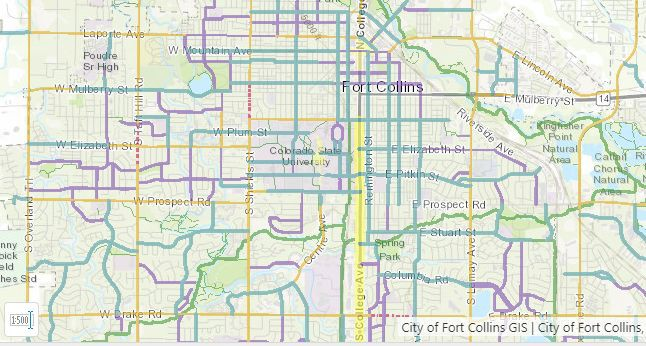 5000 ft
Laporte Ave
N College Ave
W Mountain Ave
Poudre
Sr High
E Lincoln Ave
Fort Collins
W Mulberry St
E Mulberry St
14
S Taft Hill Rd
Riverside Ave
W Plum St
Kingfisher
Point
Natural
Area
W Elizabeth St
Colorado State
University
Remington St
E Elizabeth St
Cattail
Chorus
Natural
Area
S Shields St
E Pitkin St
S Overland Trl
W Prospect Rd
E Prospect Rd
E Stuart St
Centre Ave
Spring
Park
S Lemay Ave
Columbia Rd
S College Ave
W Drake Rd
E Drake Rd
1:500
City of Fort Collins GIS | City of Fort Collins,